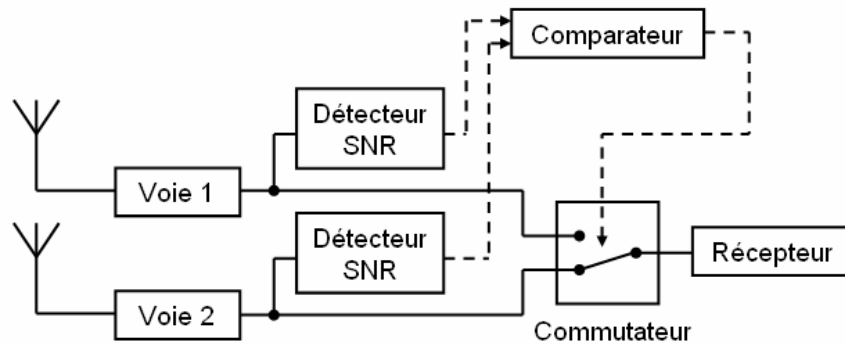 Comparateur
Détecteur
SNR
Voie 1
Détecteur
SNR
Récepteur
Voie 2
Commutateur